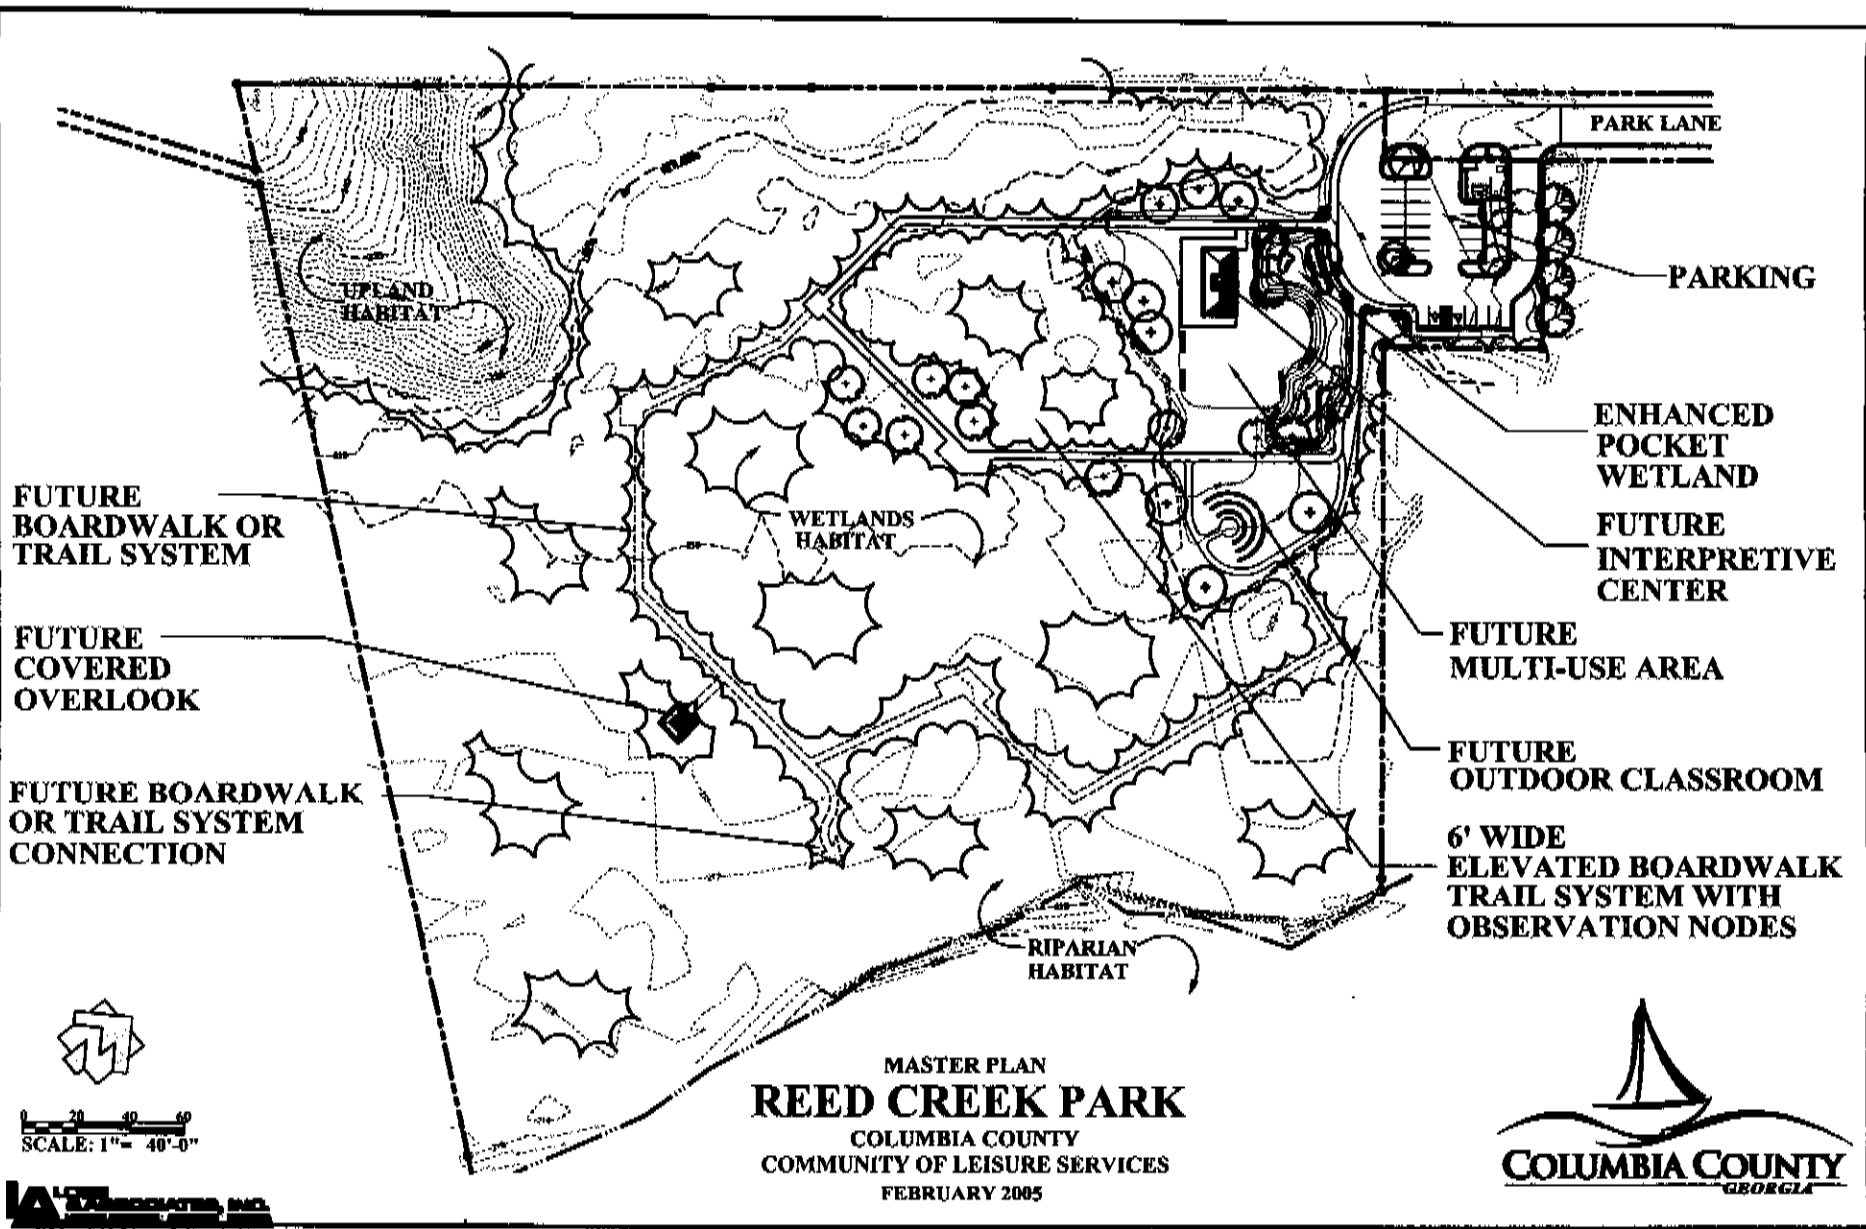 PARK LANE
PARKING
UPLAND
HABITAT
ENHANCED
POCKET
WETLAND
FUTURE
BOARDWALK OR
TRAIL SYSTEM
WETLANDS
HABITAT
FUTURE
INTERPRETIVE
CENTER
FUTURE
COVERED
OVERLOOK
FUTURE
MULTI-USE AREA
FUTURE
OUTDOOR CLASSROOM
FUTURE BOARDWALK
OR TRAIL SYSTEM
CONNECTION
6' WIDE
ELEVATED BOARDWALK
TRAIL SYSTEM WITH
OBSERVATION NODES
RIPARIAN
HABITAT
MASTER PLAN
REED CREEK PARK
COLUMBIA COUNTY
COMMUNITY OF LEISURE SERVICES
FEBRUARY 2005
0 20 40 60
SCALE: 1"= 40'-0"
& ASSOCIATES, INC.
COLUMBIA COUNTY
GEORGIA